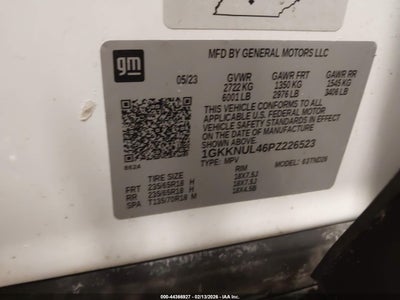 gm
MFD BY GENERAL MOTORS LLC
05/23 GVWR GAWR FRT GAWR RR
2722 KG 1350 KG 1545 KG
6001 LB 2976 LB 3406 LB
THIS VEHICLE CONFORMS TO ALL
APPLICABLE U.S. FEDERAL MOTOR
VEHICLE SAFETY STANDARDS IN
EFFECT ON THE DATE OF
MANUFACTURE SHOWN ABOVE.
1GKKNUL46PZ226523
TYPE: MPV MODEL:
TIRE SIZE RIM
FRT 235/65R18 H 18X7.5J
RR 235/65R18 H 18X7.5J
SPA T135/70R18 M 18X4.5B
000-44366927 - 02/13/2026 - IAA Inc.